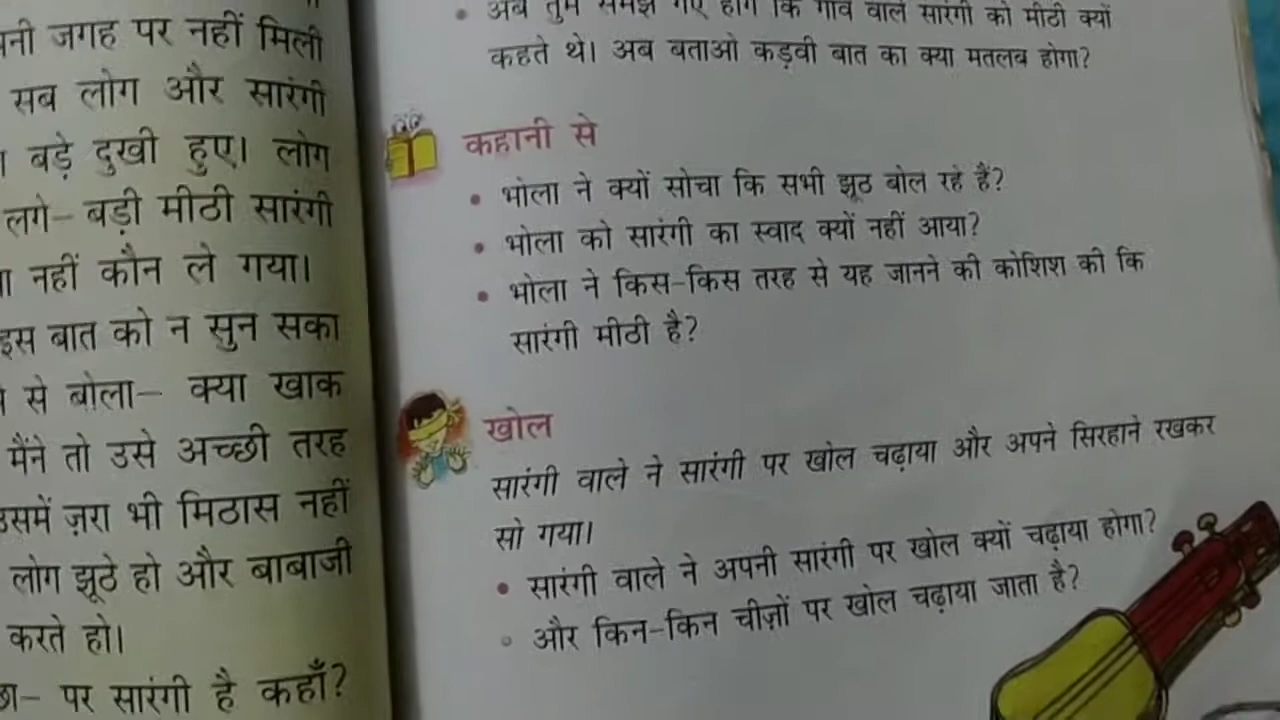 जगह पर नहीं मिली
सब लोग और सारंगी
बड़े दुखी हुए। लोग
लगे– बड़ी मीठी सारंगी
नहीं कौन ले गया।
इस बात को न सुन सका
से बोला– क्या खाक
मैंने तो उसे अच्छी तरह
उसमें ज़रा भी मिठास नहीं
लोग झूठे हो और बाबाजी
करते हो।
पर सारंगी है कहाँ?
• अब तुम समझ गए होगे कि गाँव वाले सारंगी को मीठी क्यों
कहते थे। अब बताओ कड़वी बात का क्या मतलब होगा?
कहानी से
• भोला ने क्यों सोचा कि सभी झूठ बोल रहे हैं?
• भोला को सारंगी का स्वाद क्यों नहीं आया?
• भोला ने किस-किस तरह से यह जानने की कोशिश की कि
सारंगी मीठी है?
खोल
सारंगी वाले ने सारंगी पर खोल चढ़ाया और अपने सिरहाने रखकर
सो गया।
• सारंगी वाले ने अपनी सारंगी पर खोल क्यों चढ़ाया होगा?
• और किन-किन चीज़ों पर खोल चढ़ाया जाता है?